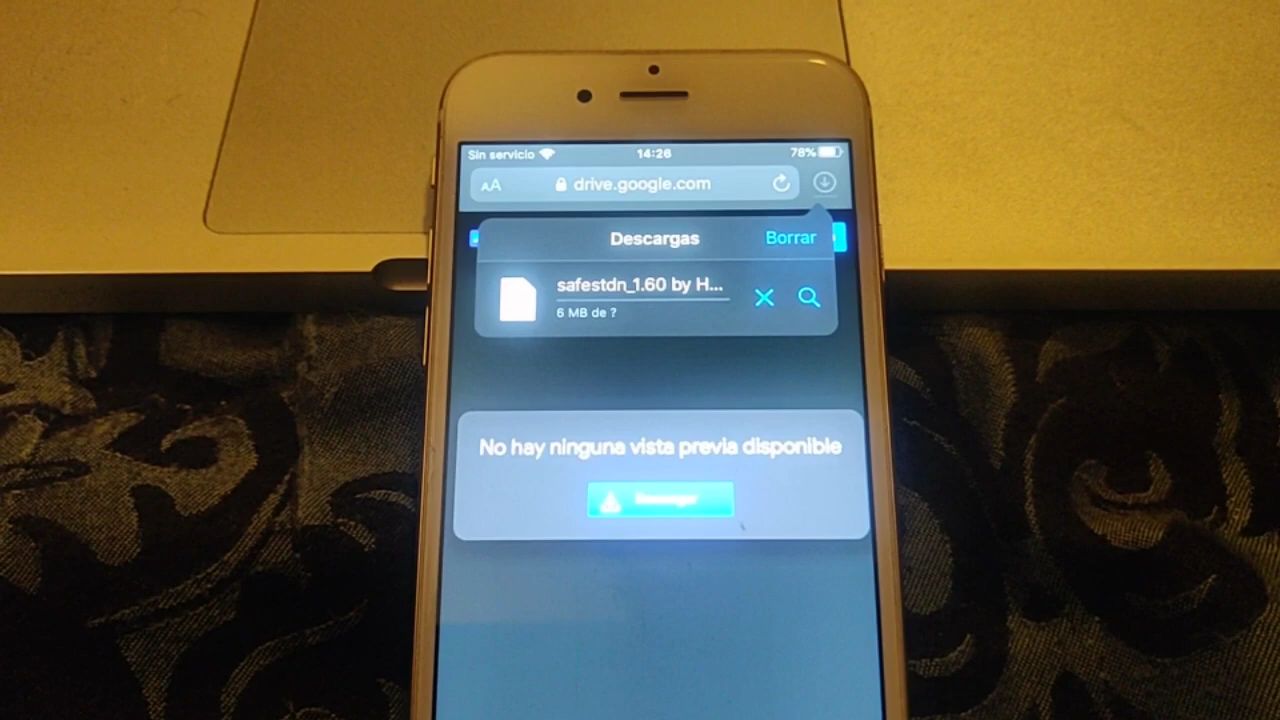 Sin servicio 14:26 78%
AA drive.google.com
Descargas Borrar
safestdn_1.60 by H...
6 MB de ?
No hay ninguna vista previa disponible
Descargar